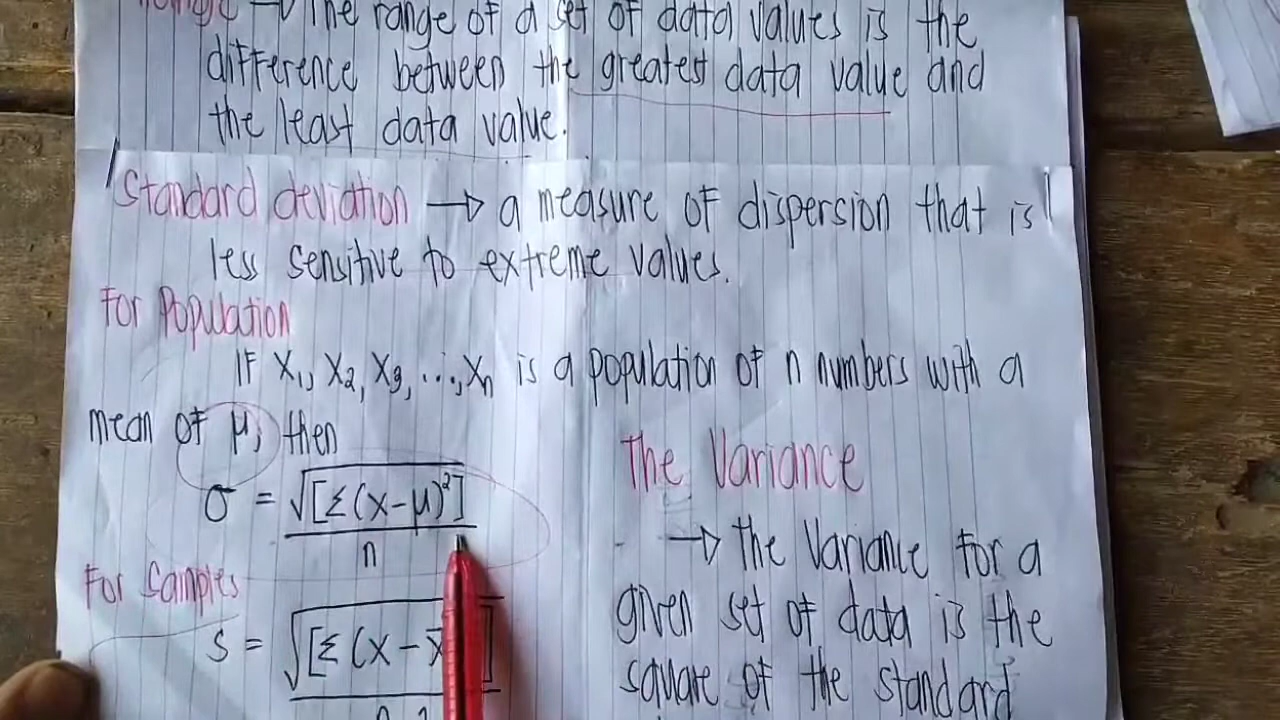 Range → The range of a set of data values is the
difference between the greatest data value and
the least data value.
Standard deviation → a measure of dispersion that is
less sensitive to extreme values.
For Population
If X₁, X₂, X₃, ..., Xn is a population of n numbers with a
mean of μ, then
σ = √[Σ(x-μ)²]
n
For Samples
s = √[Σ(x-x̄
The Variance
→ the variance for a
given set of data is the
square of the standard